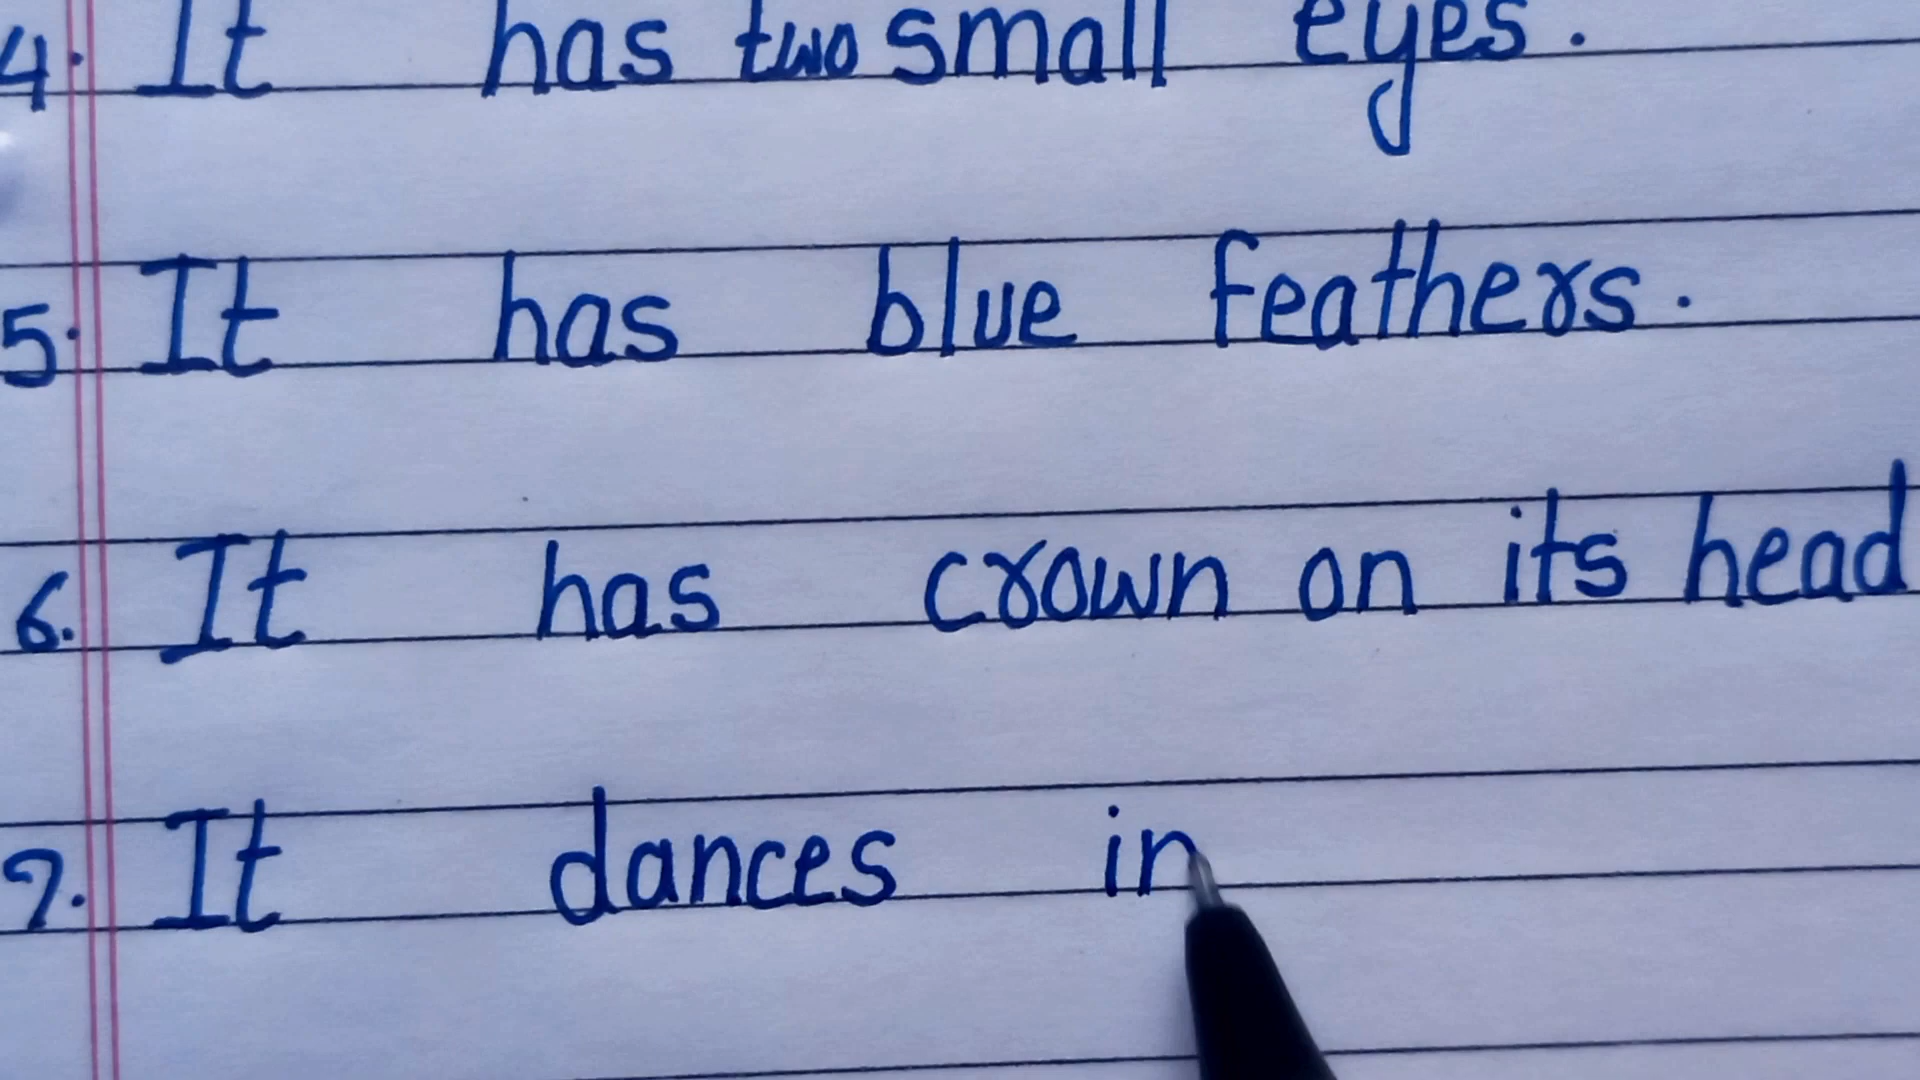 4. It has two small eyes.
5. It has blue feathers.
6. It has crown on its head
7. It dances in